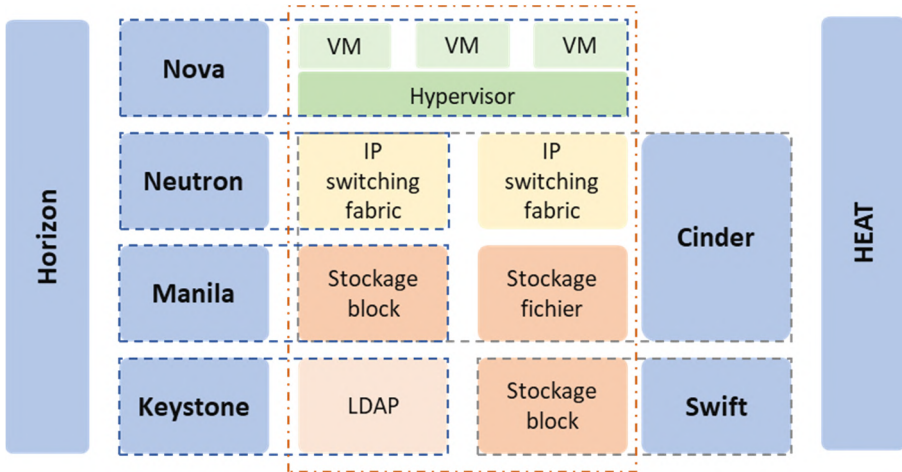 Horizon
Nova
VM
VM
VM
Hypervisor
Neutron
IP
switching
fabric
IP
switching
fabric
Cinder
Manila
Stockage
block
Stockage
fichier
Keystone
LDAP
Stockage
block
Swift
HEAT